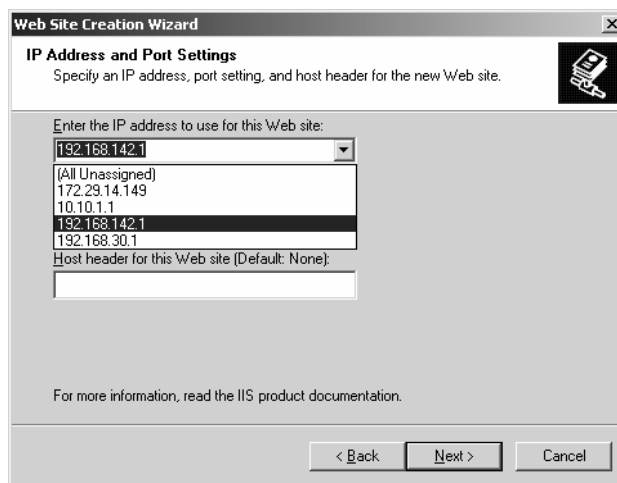 Web Site Creation Wizard
IP Address and Port Settings
Specify an IP address, port setting, and host header for the new Web site.
Enter the IP address to use for this Web site:
192.168.142.1
(All Unassigned)
172.29.14.149
10.10.1.1
192.168.142.1
192.168.30.1
Host header for this Web site (Default: None):
For more information, read the IIS product documentation.
< Back Next > Cancel